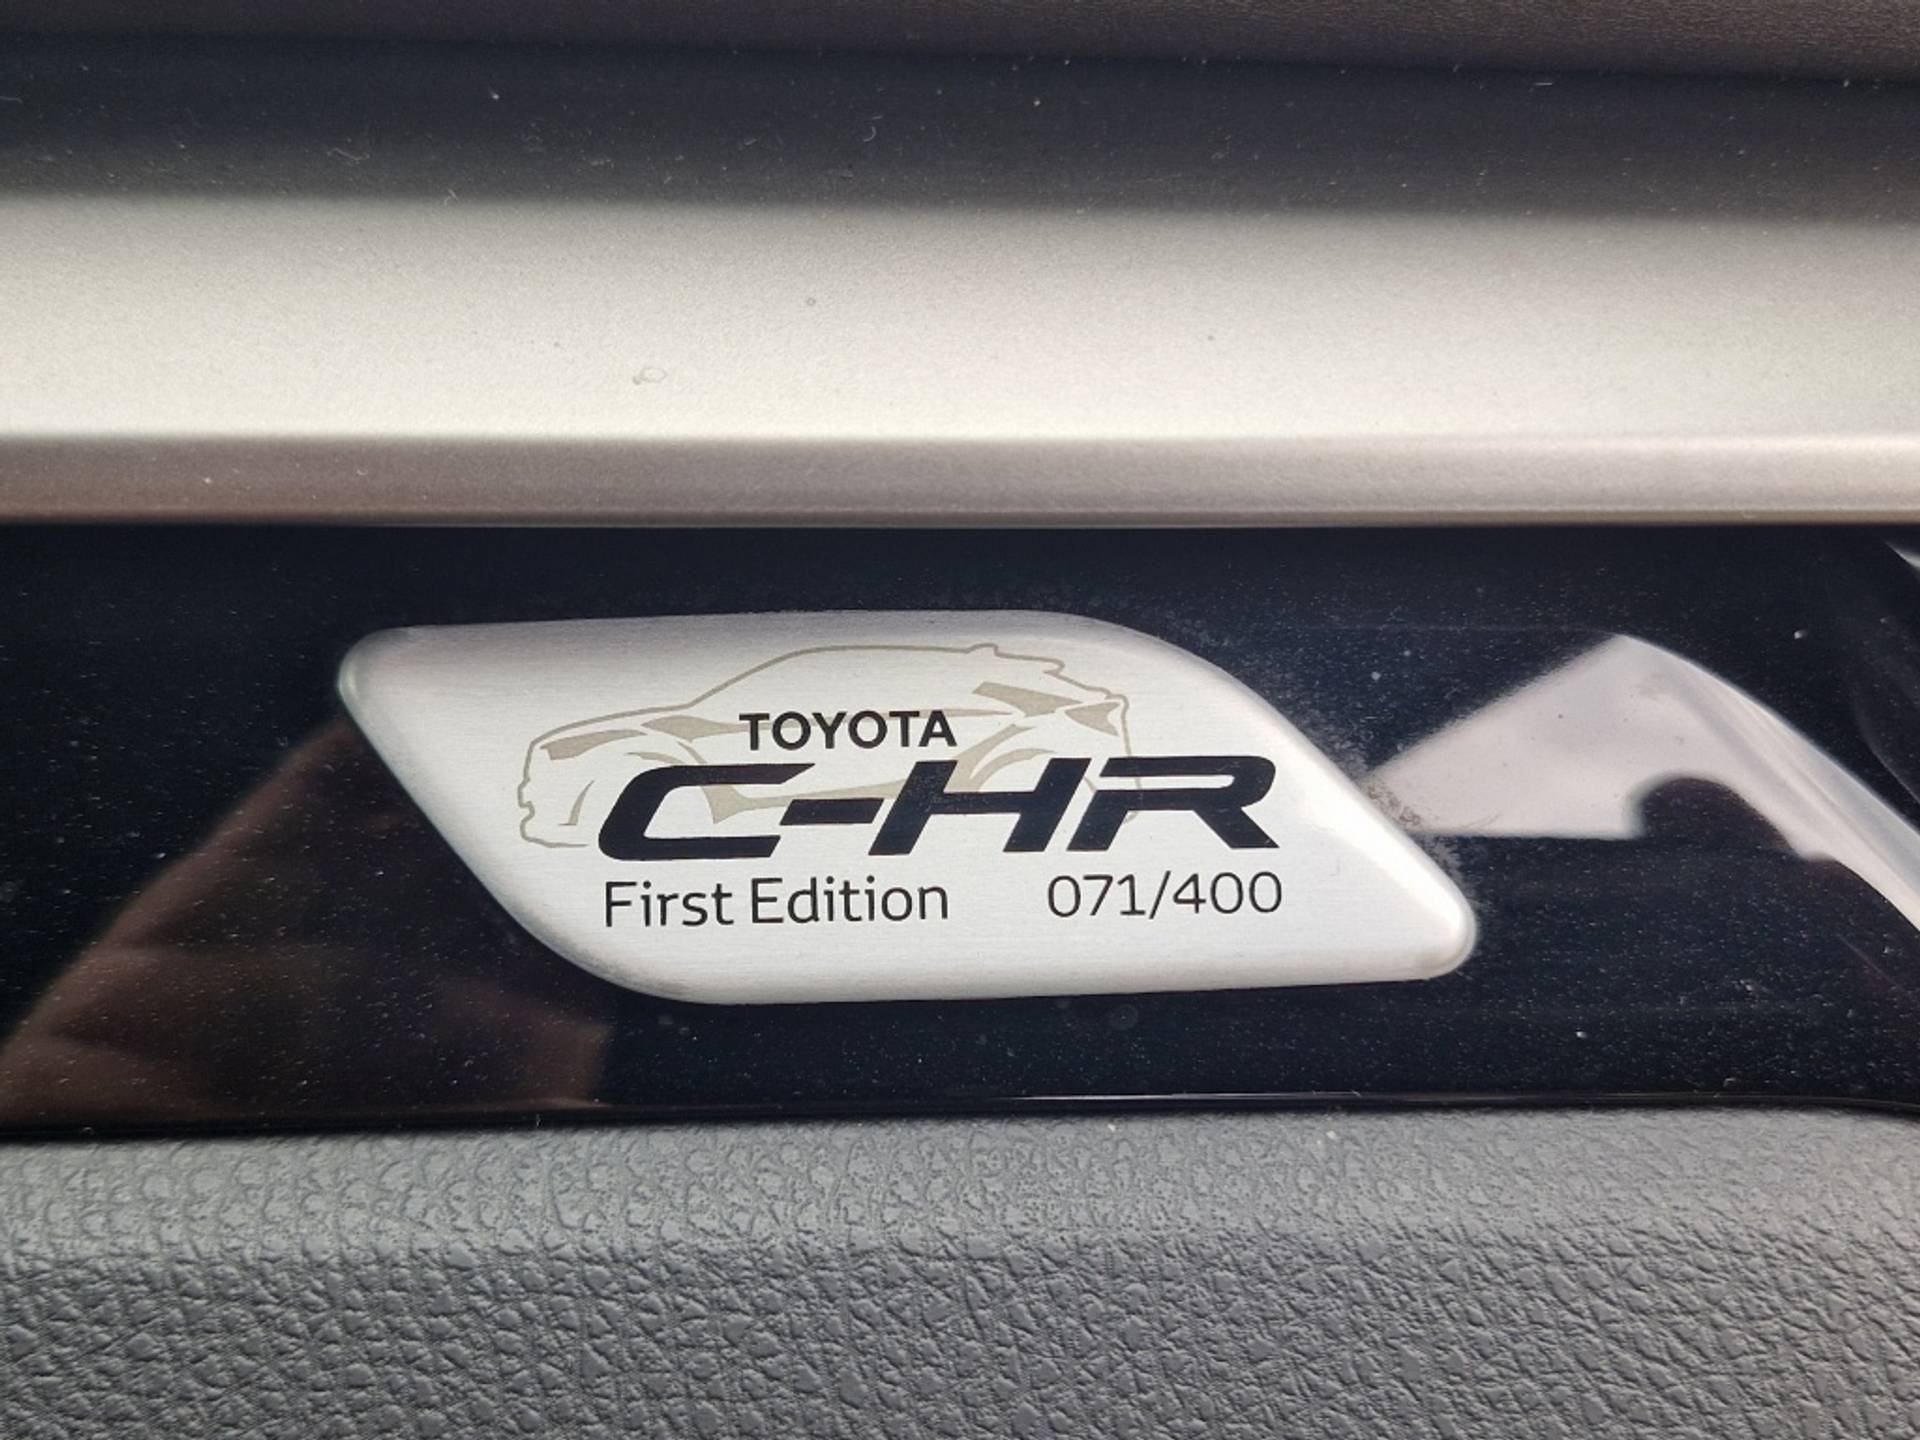 TOYOTA
C-HR
First Edition 071/400